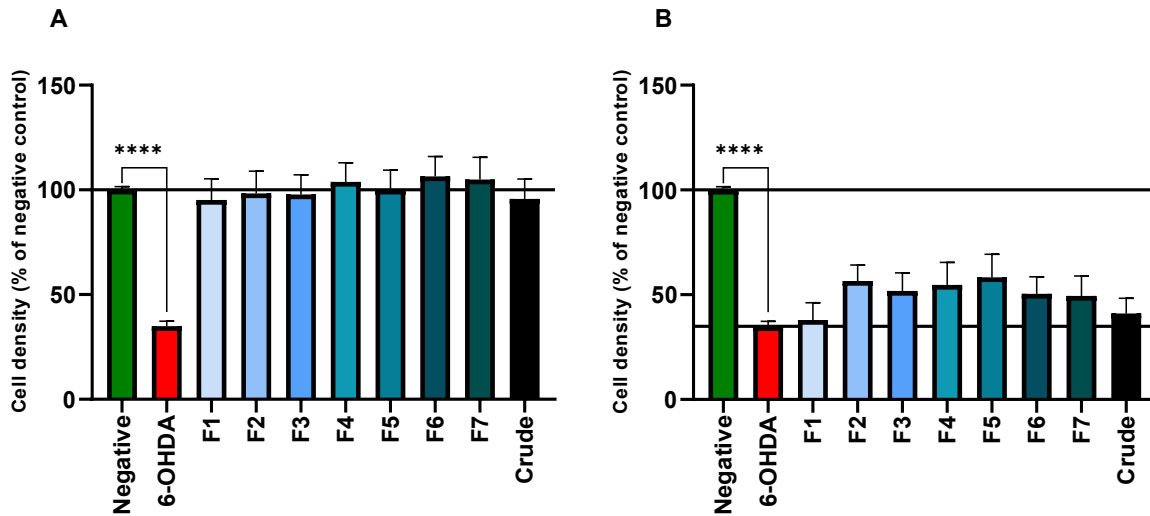 A
Cell density (% of negative control)
150
100
50
0
****
Negative
6-OHDA
F1
F2
F3
F4
F5
F6
F7
Crude
B
Cell density (% of negative control)
150
100
50
0
****
Negative
6-OHDA
F1
F2
F3
F4
F5
F6
F7
Crude